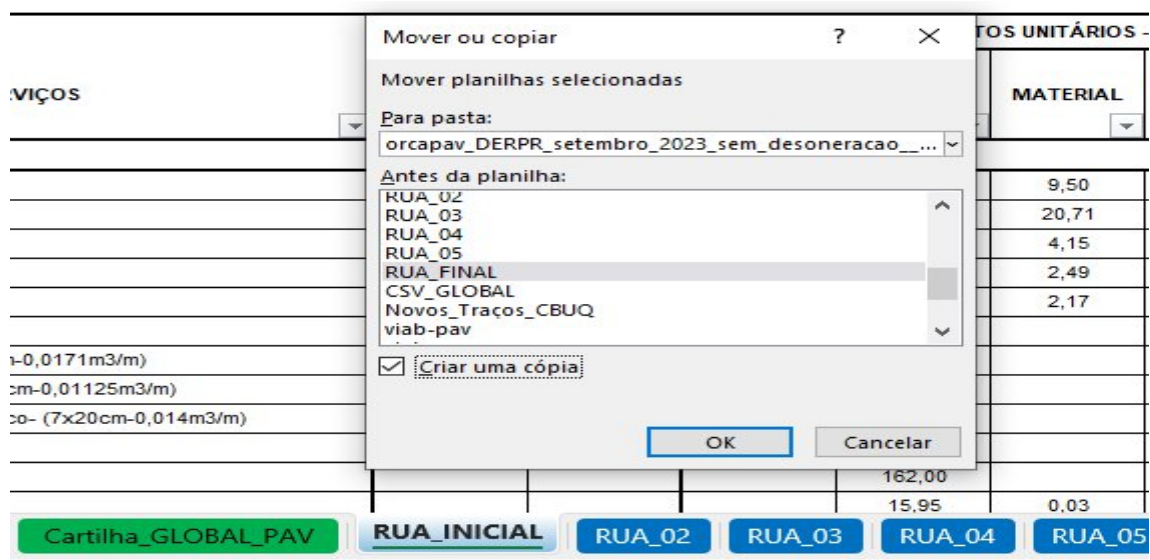 TOS UNITÁRIOS -
Mover ou copiar ? ×
Mover planilhas selecionadas
VIÇOS
MATERIAL
Para pasta:
orcapav_DERPR_setembro_2023_sem_desoneracao__...
Antes da planilha:
RUA_02
RUA_03
RUA_04
RUA_05
RUA_FINAL
CSV_GLOBAL
Novos_Traços_CBUQ
viab-pav
9,50
20,71
4,15
2,49
2,17
Criar uma cópia
-0,0171m3/m)
cm-0,01125m3/m)
co- (7x20cm-0,014m3/m)
OK Cancelar
162,00
15,95 0,03
Cartilha_GLOBAL_PAV RUA_INICIAL RUA_02 RUA_03 RUA_04 RUA_05